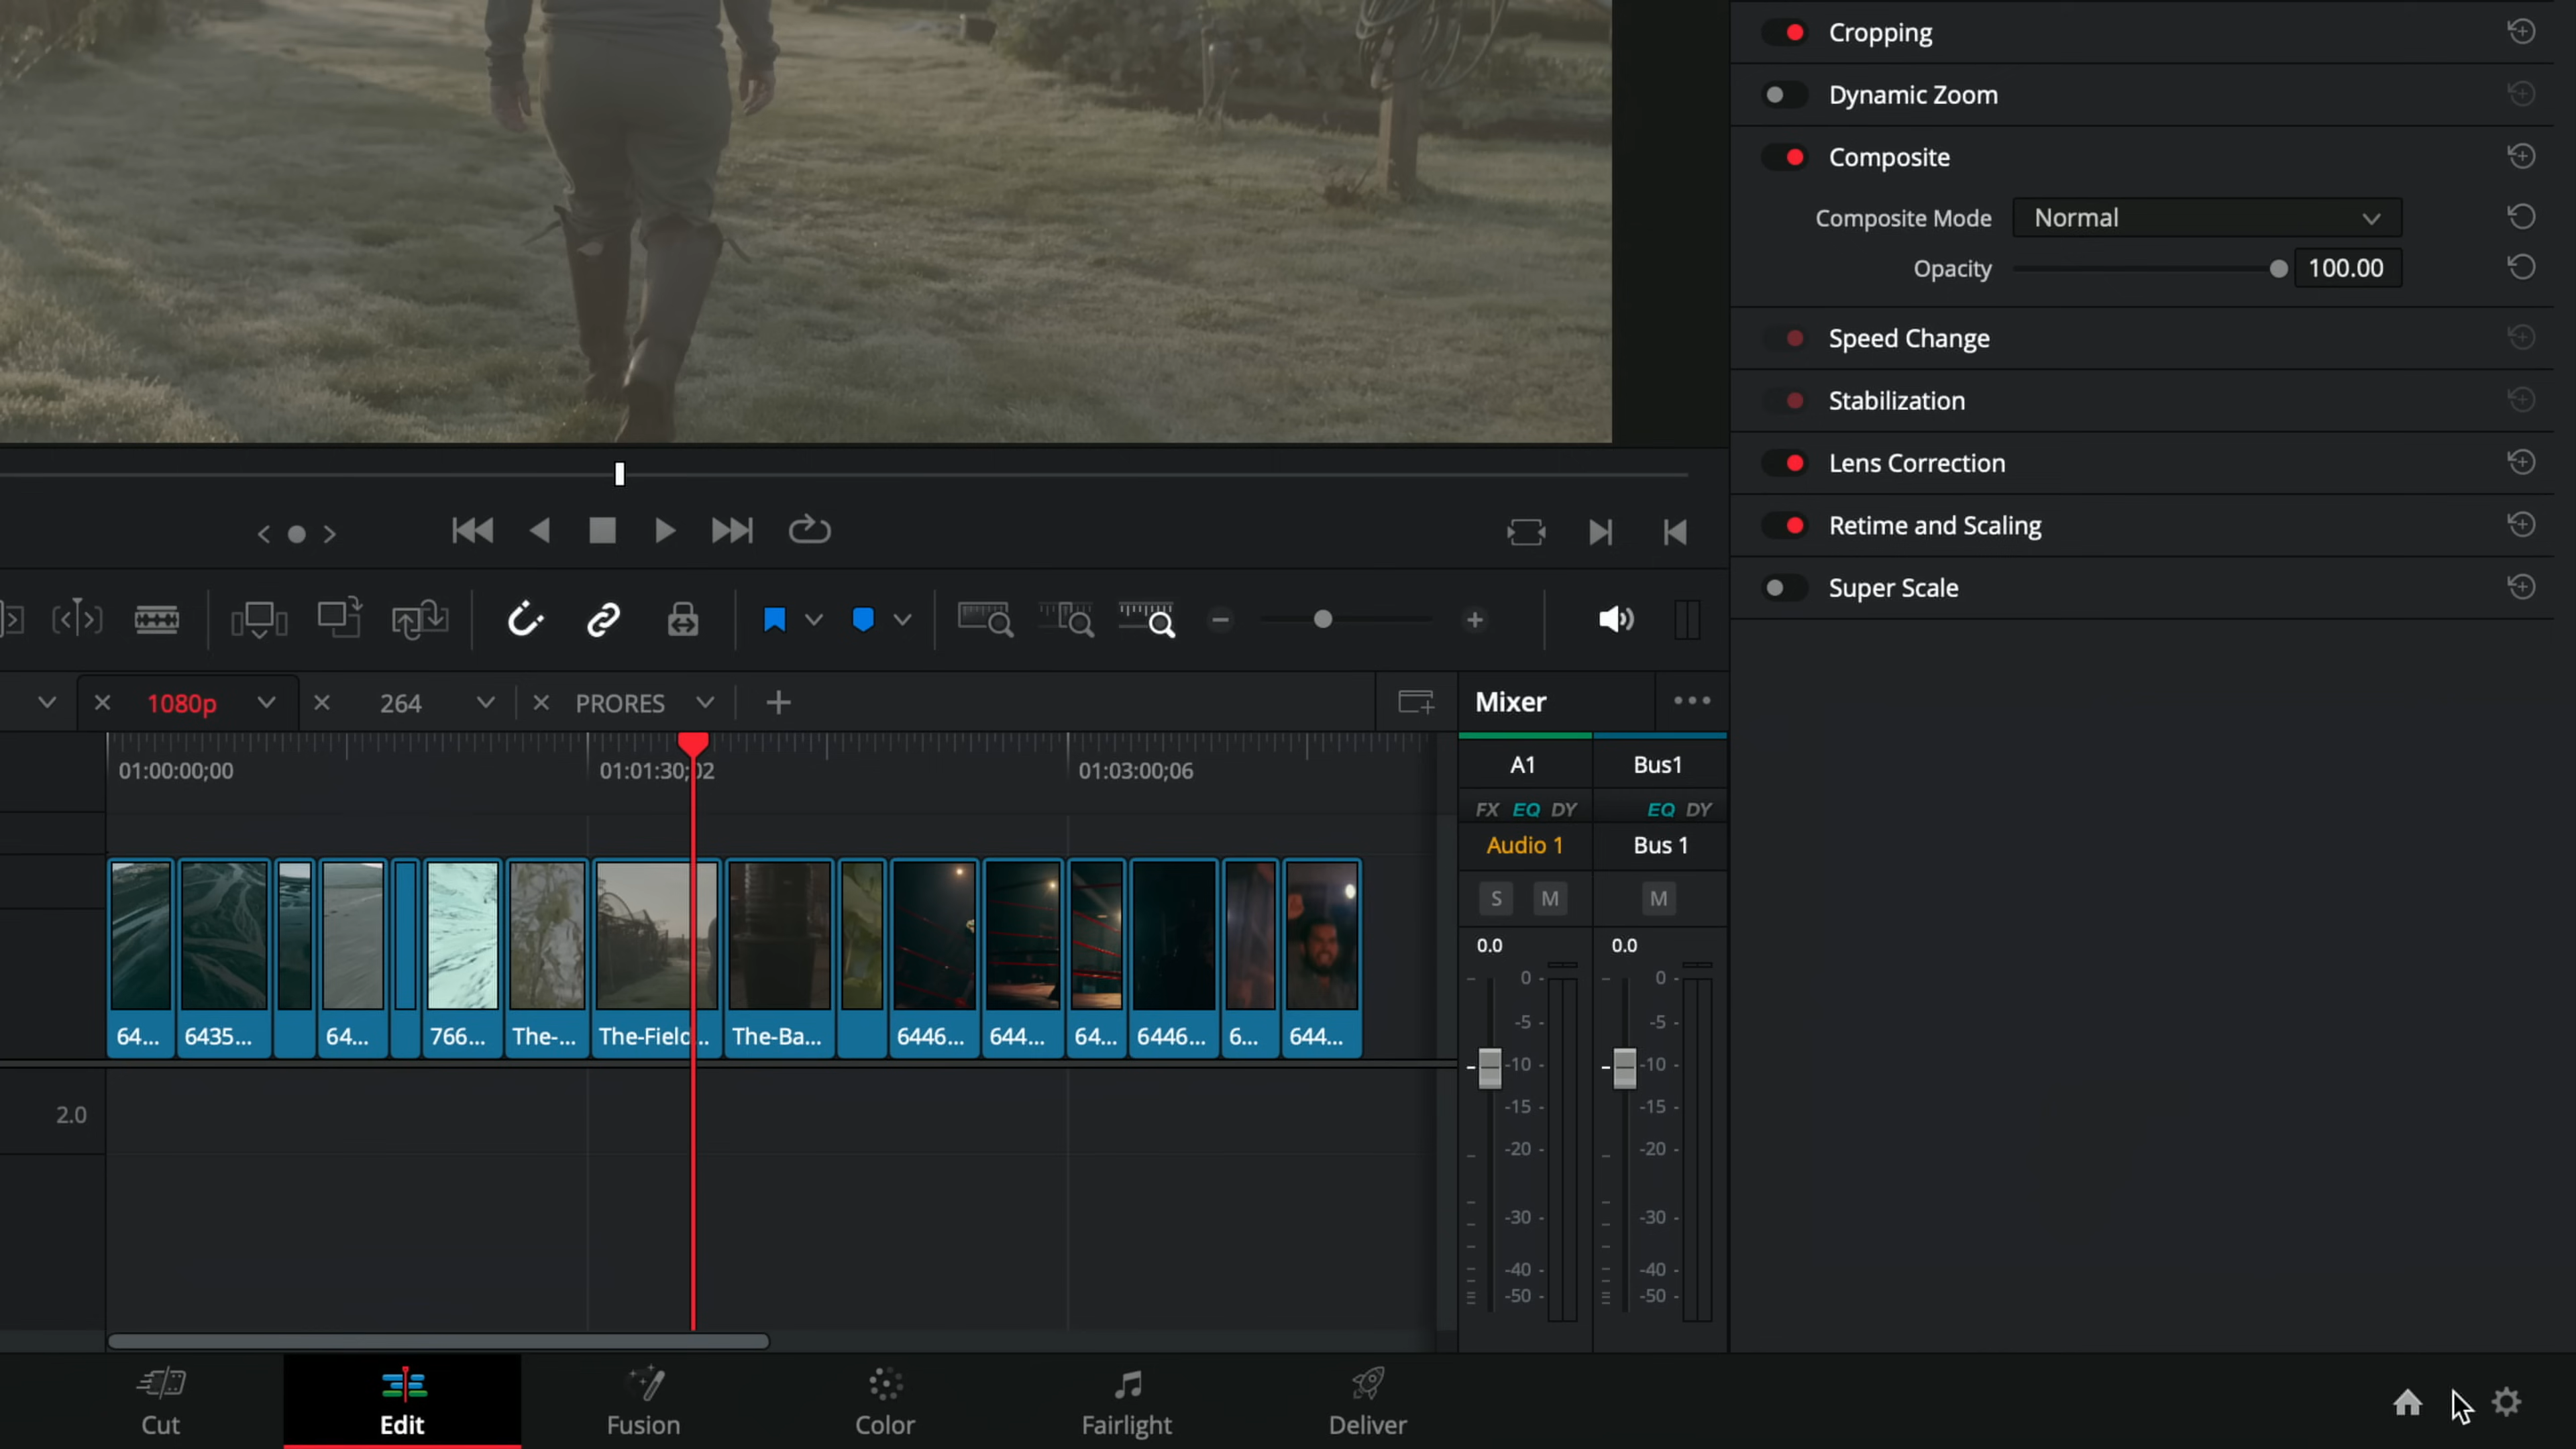 Cropping
Dynamic Zoom
Composite
Composite Mode Normal
Opacity 100.00
Speed Change
Stabilization
Lens Correction
Retime and Scaling
Super Scale
1080p 264 PRORES
01:00:00;00 01:01:30;02 01:03:00;06
64... 6435... 64... 766... The-... The-Field... The-Ba... 6446... 644... 64... 6446... 6... 644...
2.0
Mixer
A1 Bus1
FX EQ DY EQ DY
Audio 1 Bus 1
S M M
0.0 0.0
0 0
-5 -5
-10 -10
-15 -15
-20 -20
-30 -30
-40 -40
-50 -50
Cut Edit Fusion Color Fairlight Deliver